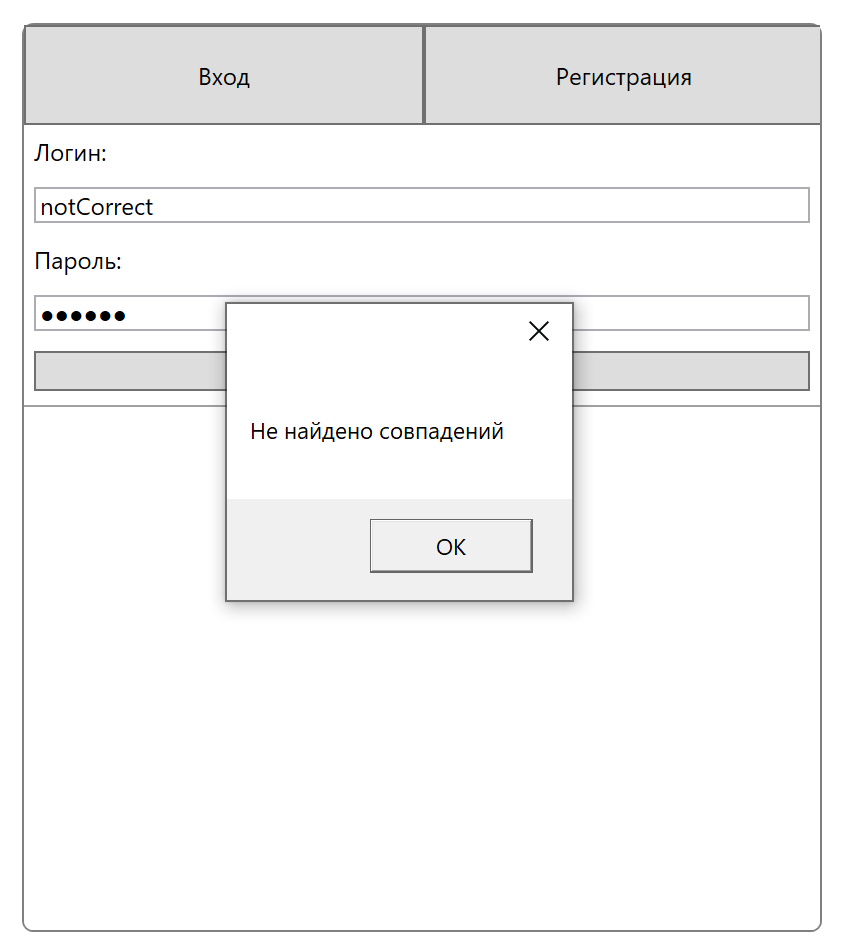 Вход
Регистрация
Логин:
notCorrect
Пароль:
●●●●●●
Не найдено совпадений
OK